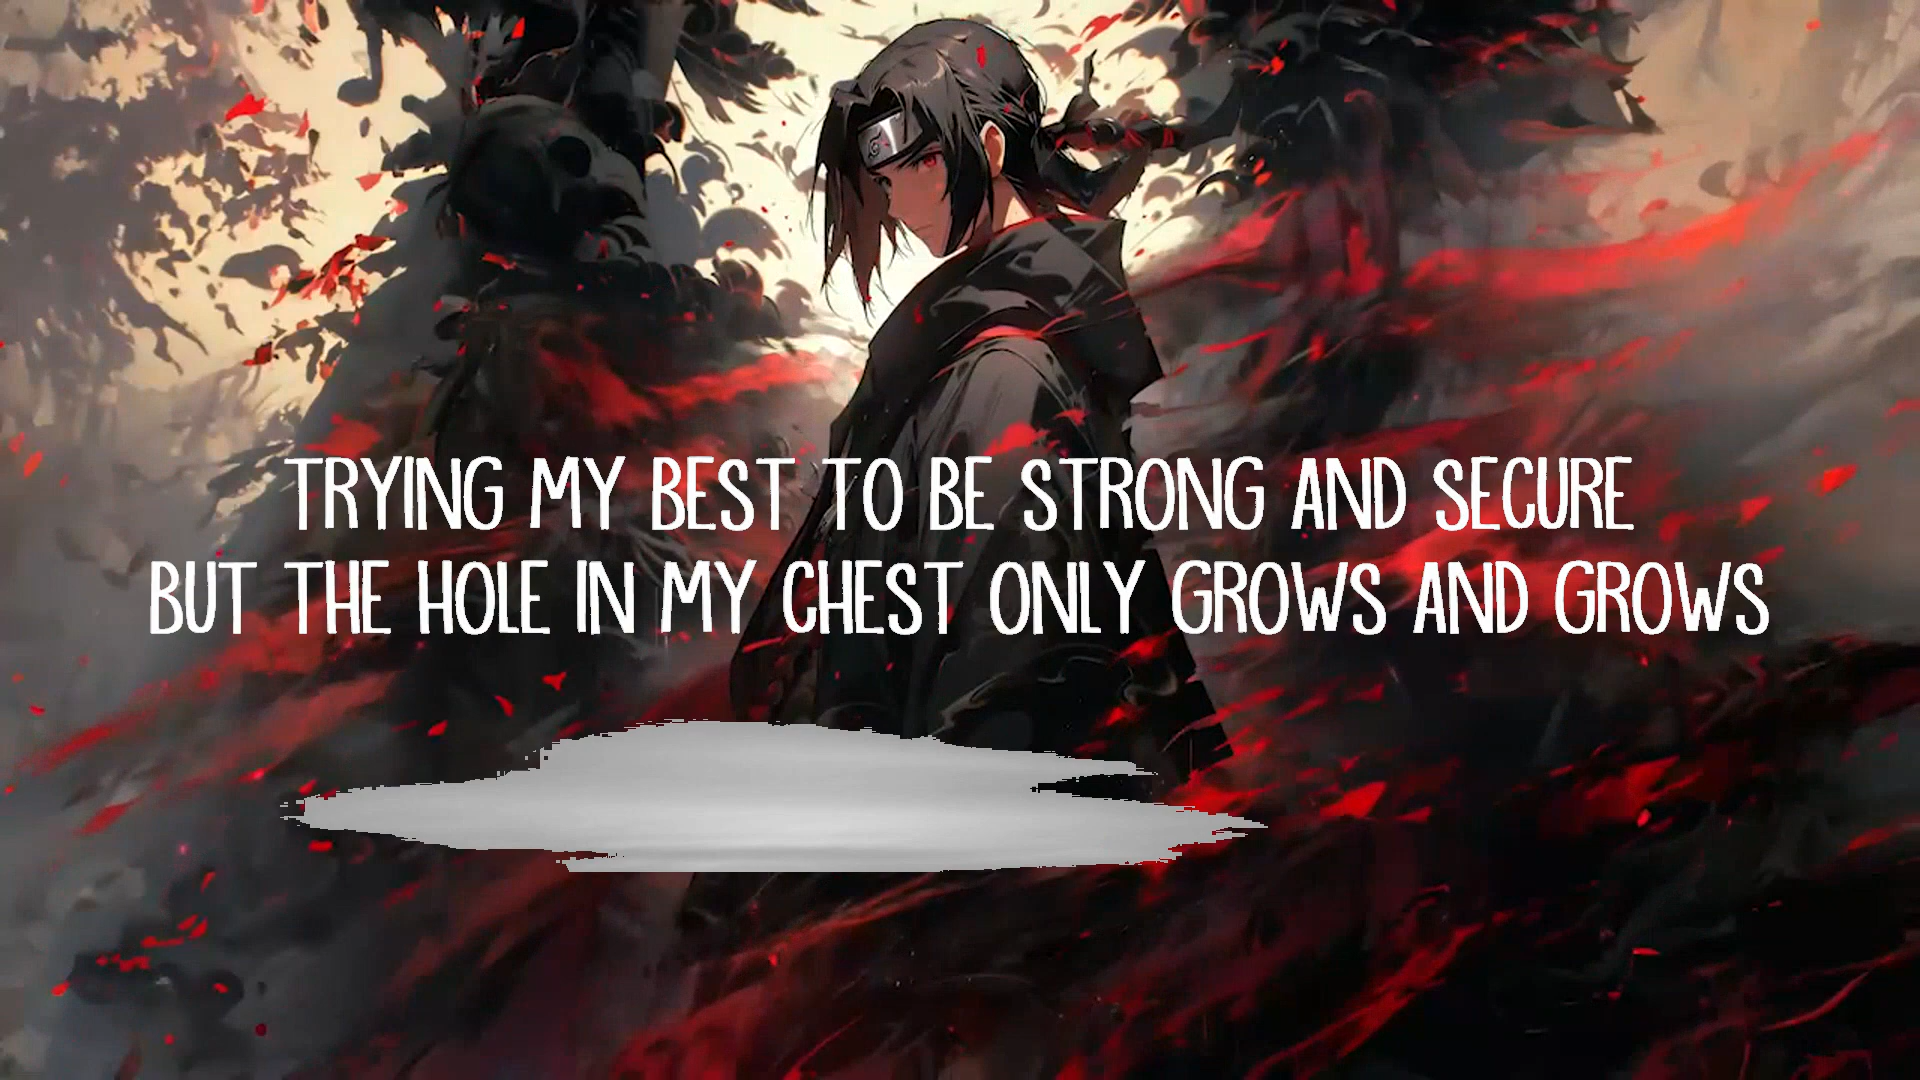 TRYING MY BEST TO BE STRONG AND SECURE
BUT THE HOLE IN MY CHEST ONLY GROWS AND GROWS